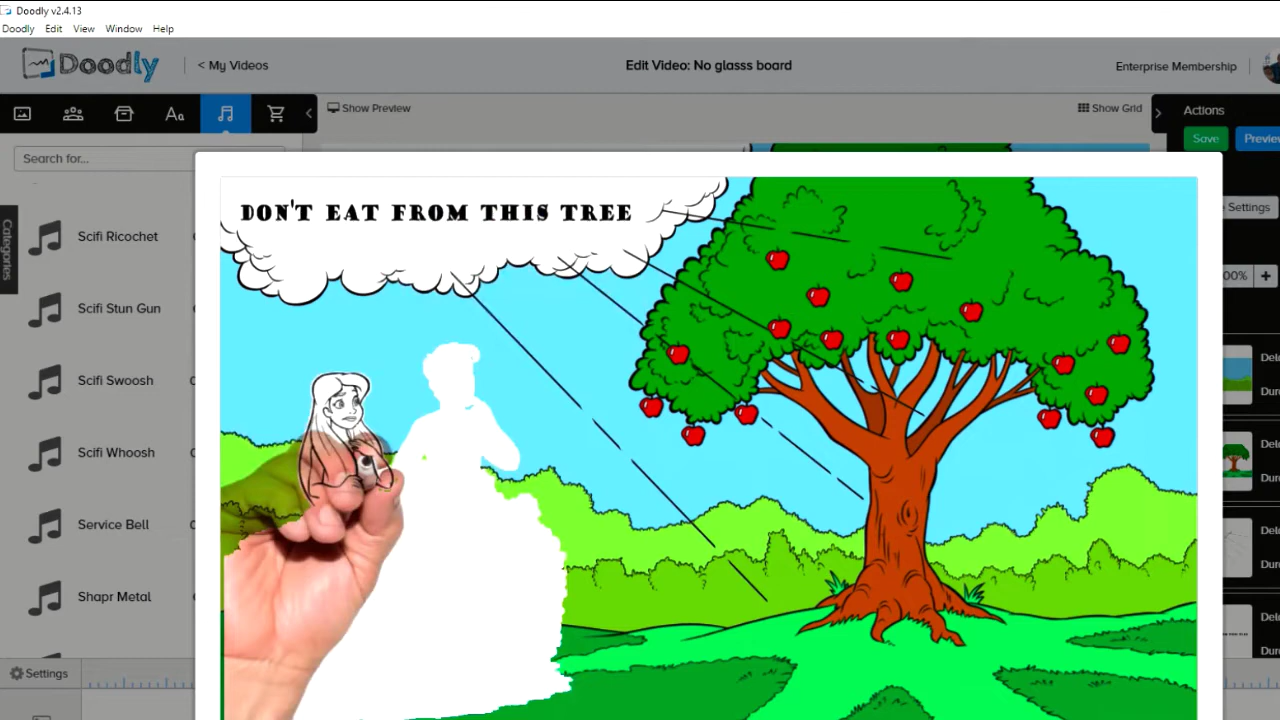 Doodly v2.4.13
Doodly Edit View Window Help
Doodly < My Videos Edit Video: No glasss board Enterprise Membership
Show Preview Show Grid Actions
Search for... Save Preview
Categories
DON'T EAT FROM THIS TREE
Settings
Scifi Ricochet
Scifi Stun Gun
Scifi Swoosh
Scifi Whoosh
Service Bell
Shapr Metal
Settings